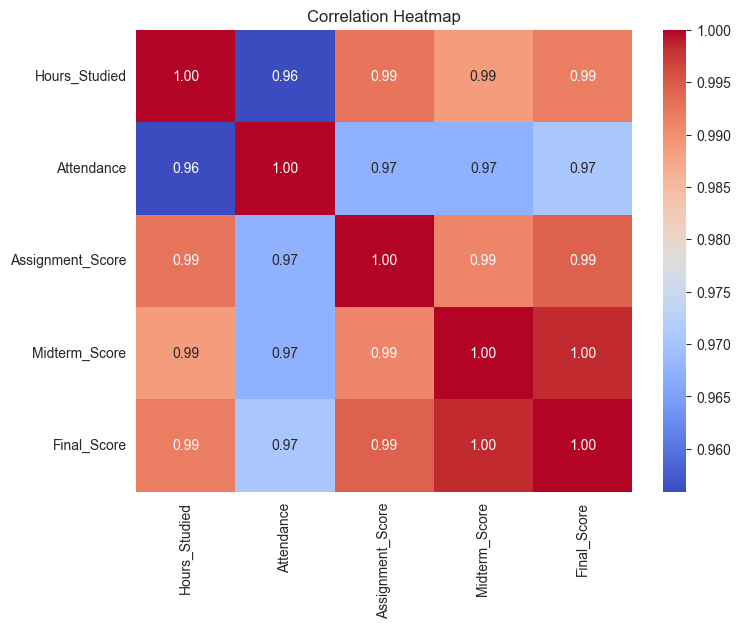 Correlation Heatmap
Hours_Studied 1.00 0.96 0.99 0.99 0.99
Attendance 0.96 1.00 0.97 0.97 0.97
Assignment_Score 0.99 0.97 1.00 0.99 0.99
Midterm_Score 0.99 0.97 0.99 1.00 1.00
Final_Score 0.99 0.97 0.99 1.00 1.00
Hours_Studied
Attendance
Assignment_Score
Midterm_Score
Final_Score
1.000
0.995
0.990
0.985
0.980
0.975
0.970
0.965
0.960